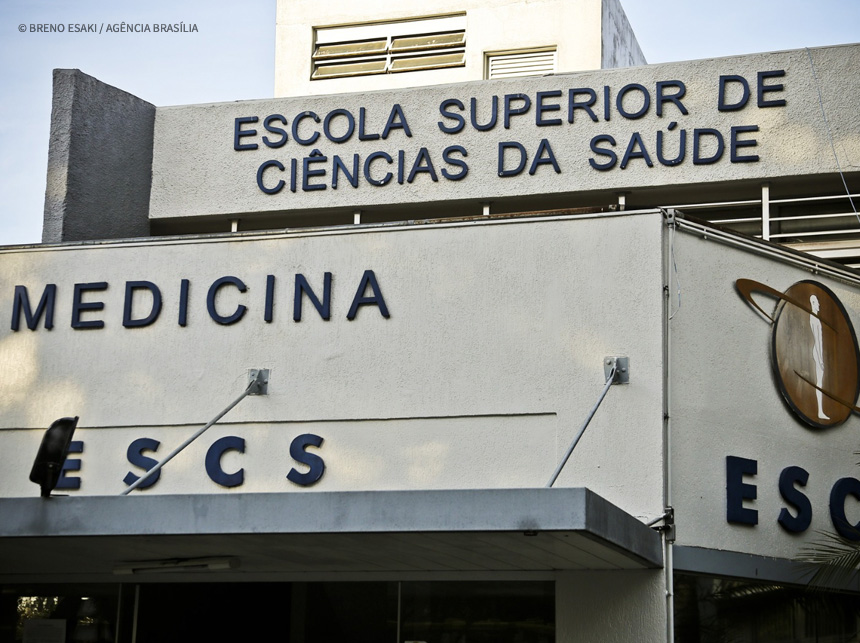 © BRENO ESAKI / AGÊNCIA BRASÍLIA
ESCOLA SUPERIOR DE
CIÊNCIAS DA SAÚDE
MEDICINA
ESCS
ESC